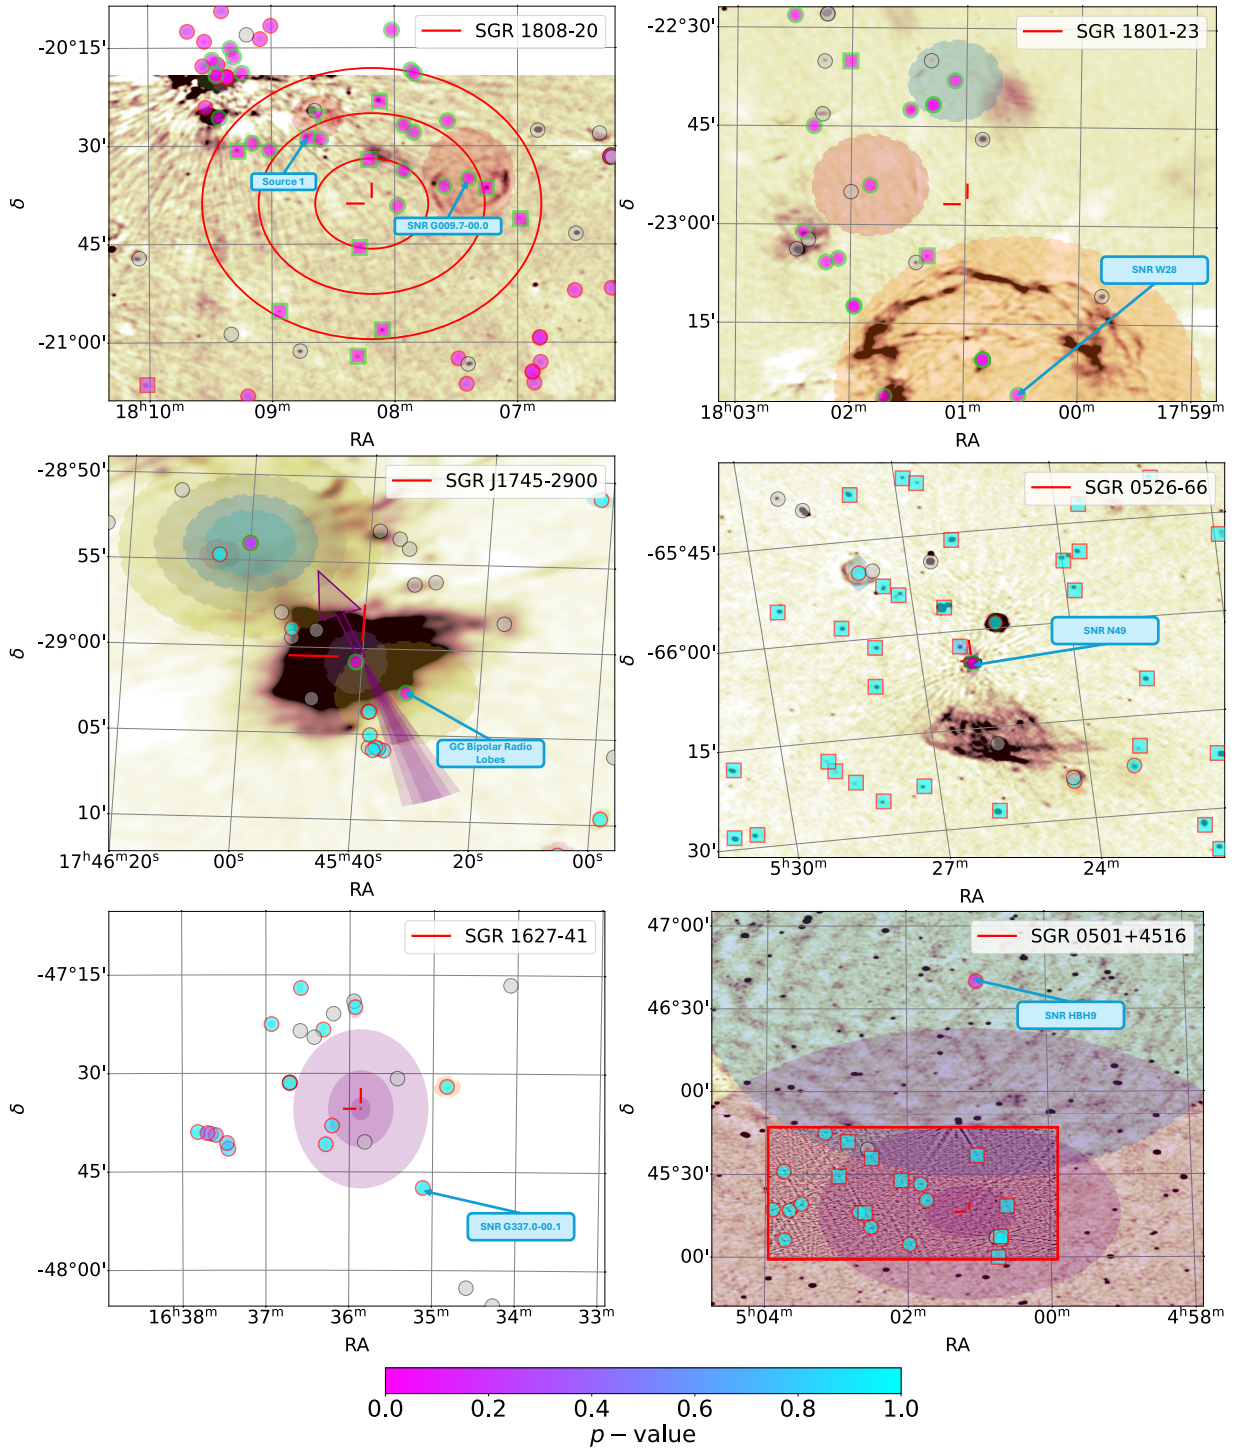 SGR 1808-20
-20°15'
30'
45'
-21°00'
δ
Source 1
SNR G009.7-00.0
18ʰ10ᵐ
09ᵐ
08ᵐ
07ᵐ
RA
SGR 1801-23
-22°30'
45'
-23°00'
15'
δ
SNR W28
18ʰ03ᵐ
02ᵐ
01ᵐ
00ᵐ
17ʰ59ᵐ
RA
SGR J1745-2900
-28°50'
55'
-29°00'
05'
10'
δ
GC Bipolar Radio
Lobes
17ʰ46ᵐ20ˢ
00ˢ
45ᵐ40ˢ
20ˢ
00ˢ
RA
SGR 0526-66
-65°45'
-66°00'
15'
30'
δ
SNR N49
5ʰ30ᵐ
27ᵐ
24ᵐ
RA
SGR 1627-41
-47°15'
30'
45'
-48°00'
δ
SNR G337.0-00.1
16ʰ38ᵐ
37ᵐ
36ᵐ
35ᵐ
34ᵐ
33ᵐ
RA
SGR 0501+4516
47°00'
46°30'
00'
45°30'
00'
δ
SNR HBH9
5ʰ04ᵐ
02ᵐ
00ᵐ
4ʰ58ᵐ
RA
0.0
0.2
0.4
0.6
0.8
1.0
p − value